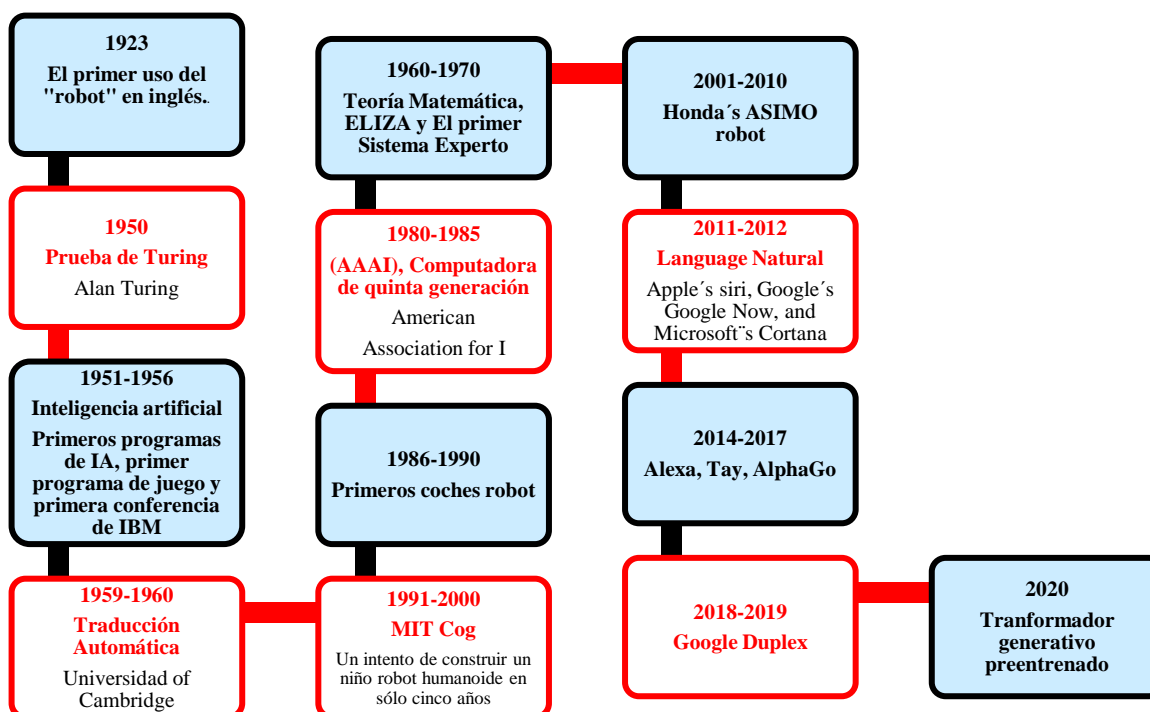 1923
El primer uso del
"robot" en inglés.
1950
Prueba de Turing
Alan Turing
1951-1956
Inteligencia artificial
Primeros programas
de IA, primer
programa de juego y
primera conferencia
de IBM
1959-1960
Traducción
Automática
Universidad of
Cambridge
1960-1970
Teoría Matemática,
ELIZA y El primer
Sistema Experto
1980-1985
(AAAI), Computadora
de quinta generación
American
Association for I
1986-1990
Primeros coches robot
1991-2000
MIT Cog
Un intento de construir un
niño robot humanoide en
sólo cinco años
2001-2010
Honda´s ASIMO
robot
2011-2012
Language Natural
Apple´s siri, Google´s
Google Now, and
Microsoft¨s Cortana
2014-2017
Alexa, Tay, AlphaGo
2018-2019
Google Duplex
2020
Tranformador
generativo
preentrenado